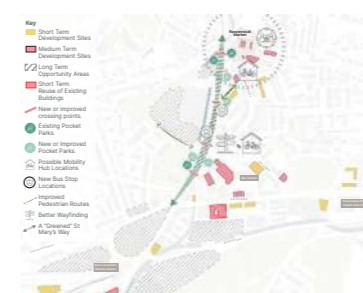 Key
Short Term
Development Sites
Medium Term
Development Sites
Long Term
Opportunity Areas
Short Term
Reuse of Existing
Buildings
New or improved
crossing points.
Existing Pocket
Parks
New or Improved
Pocket Parks.
Possible Mobility
Hub Locations
New Bus Stop
Locations
Improved
Pedestrian Routes
Better Wayfinding
A "Greened" St
Mary's Way
Market